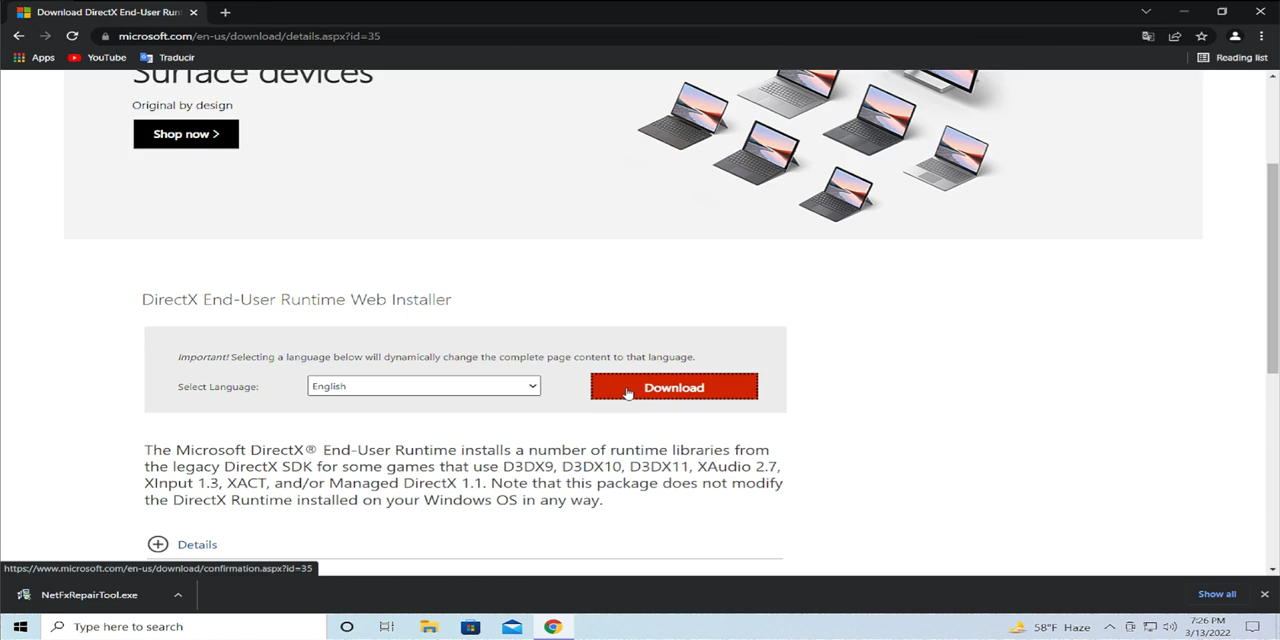 Download DirectX End-User Run
microsoft.com/en-us/download/details.aspx?id=35
Apps
YouTube
Traducir
Reading list
Surface devices
Original by design
Shop now >
DirectX End-User Runtime Web Installer
Important! Selecting a language below will dynamically change the complete page content to that language.
Select Language:
English
Download
The Microsoft DirectX® End-User Runtime installs a number of runtime libraries from
the legacy DirectX SDK for some games that use D3DX9, D3DX10, D3DX11, XAudio 2.7,
XInput 1.3, XACT, and/or Managed DirectX 1.1. Note that this package does not modify
the DirectX Runtime installed on your Windows OS in any way.
Details
https://www.microsoft.com/en-us/download/confirmation.aspx?id=35
NetFxRepairTool.exe
Show all
Type here to search
58°F Haze
7:26 PM
3/13/2022